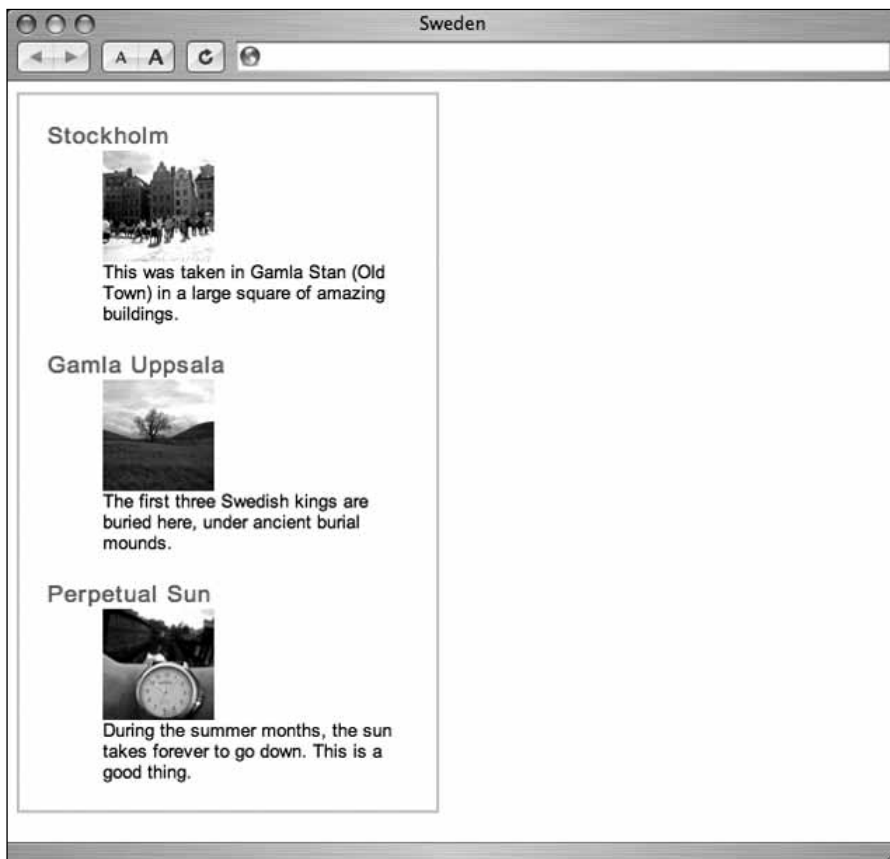 Sweden
A A
Stockholm
This was taken in Gamla Stan (Old
Town) in a large square of amazing
buildings.
Gamla Uppsala
The first three Swedish kings are
buried here, under ancient burial
mounds.
Perpetual Sun
During the summer months, the sun
takes forever to go down. This is a
good thing.